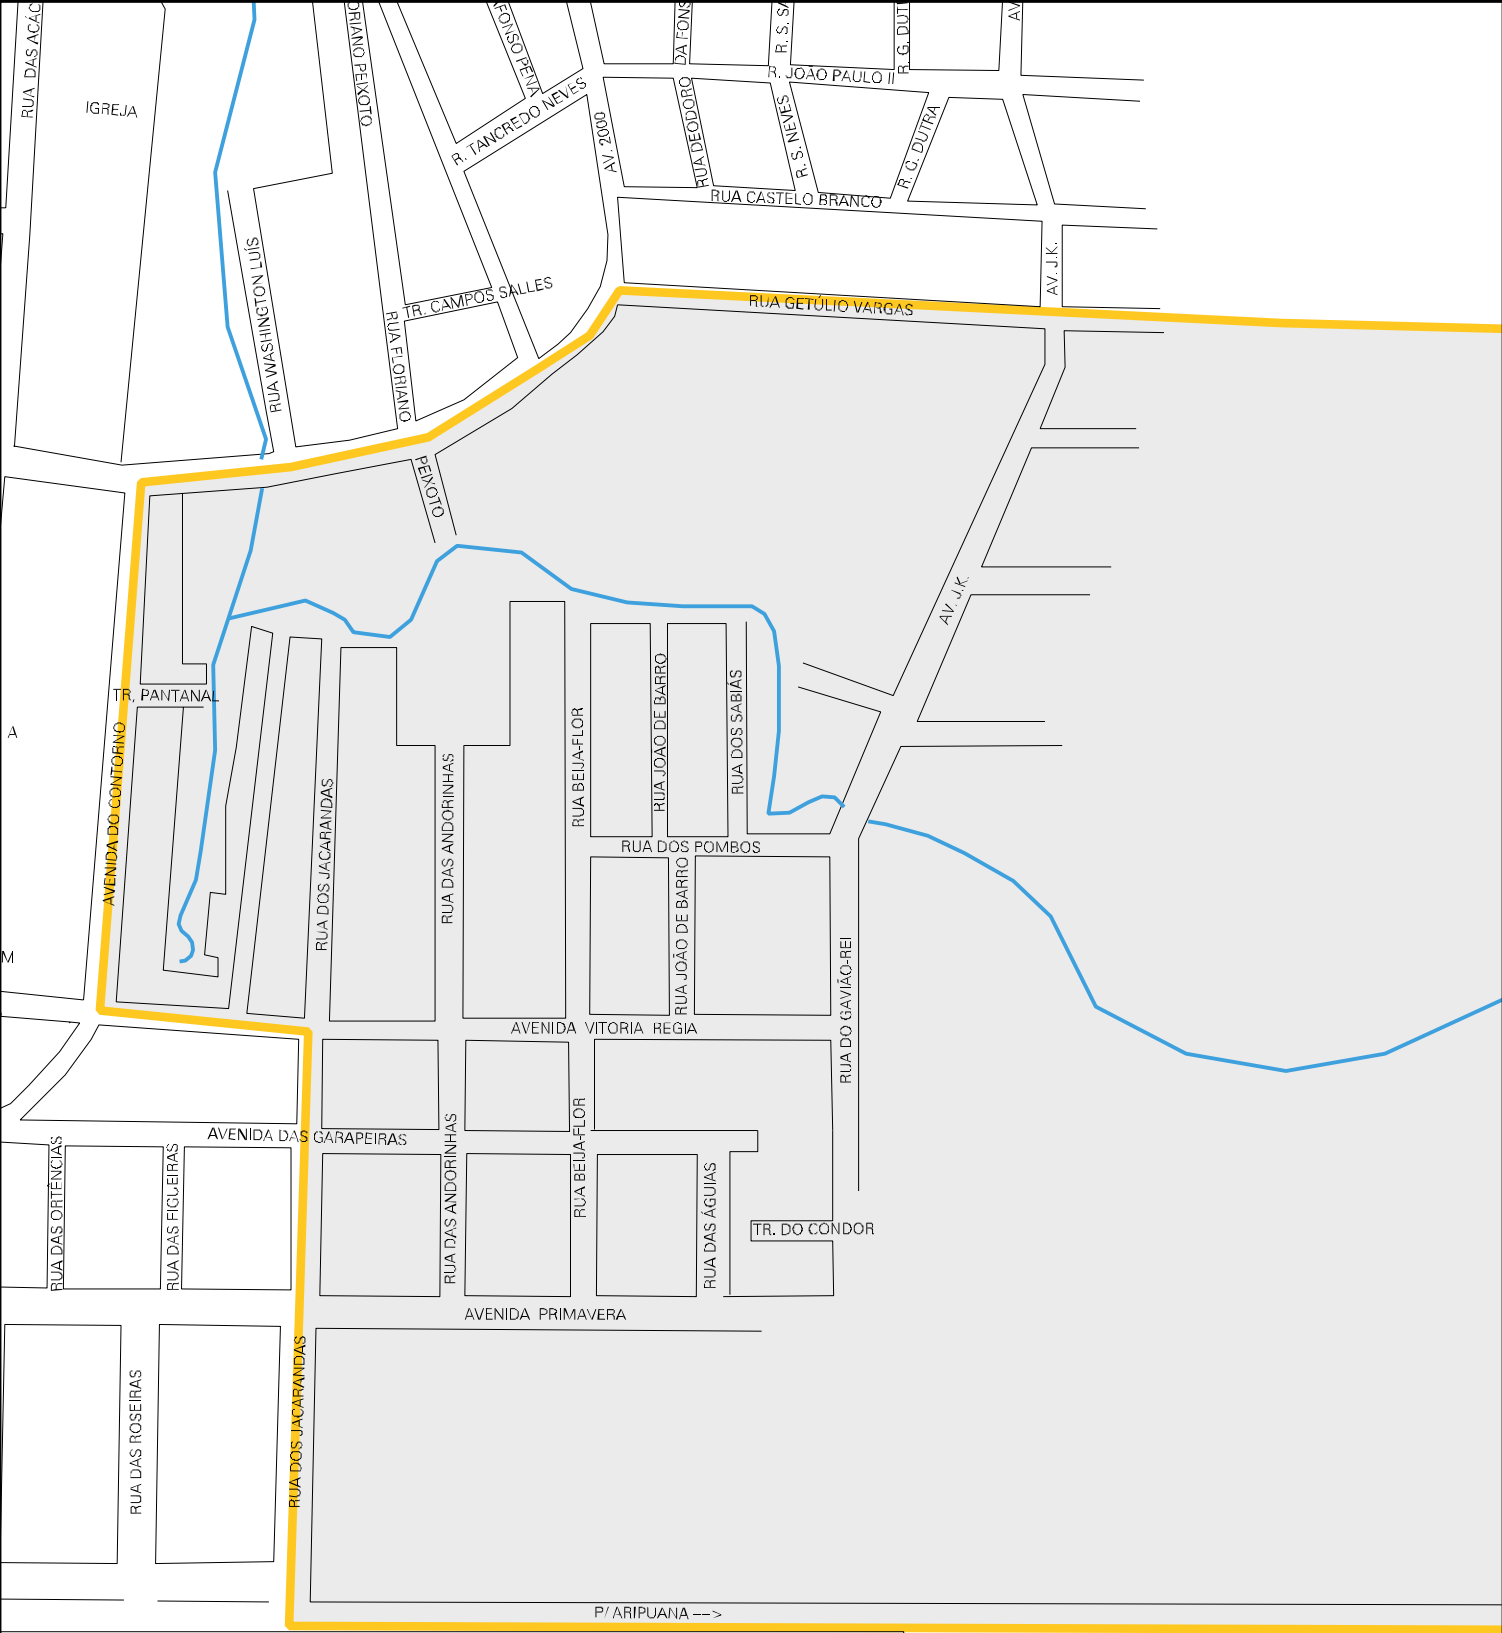 RUA DAS ACÁC
IGREJA
ORIANO PEIXOTO
FONSO PENA
R. TANCREDO NEVES
AV. 2000
DA FONS
RUA DEODORO
R. S. SA
R. S. NEVES
R. JOÃO PAULO II
R. G. DUT
R. G. DUTRA
AV
RUA CASTELO BRANCO
AV. J.K.
RUA WASHINGTON LUÍS
TR. CAMPOS SALLES
RUA FLORIANO
PEIXOTO
RUA GETÚLIO VARGAS
AV. J.K.
TR. PANTANAL
AVENIDA DO CONTORNO
A
M
RUA DOS JACARANDAS
RUA DAS ANDORINHAS
RUA BEIJA-FLOR
RUA JOAO DE BARRO
RUA DOS SABIÁS
RUA DOS POMBOS
RUA JOÃO DE BARRO
RUA DO GAVIÃO-REI
AVENIDA VITORIA REGIA
AVENIDA DAS GARAPEIRAS
RUA DAS ORTÊNCIAS
RUA DAS FIGUEIRAS
RUA DAS ANDORINHAS
RUA BEIJA-FLOR
RUA DAS ÁGUIAS
TR. DO CONDOR
AVENIDA PRIMAVERA
RUA DAS ROSEIRAS
RUA DOS JACARANDAS
P/ ARIPUANA -->